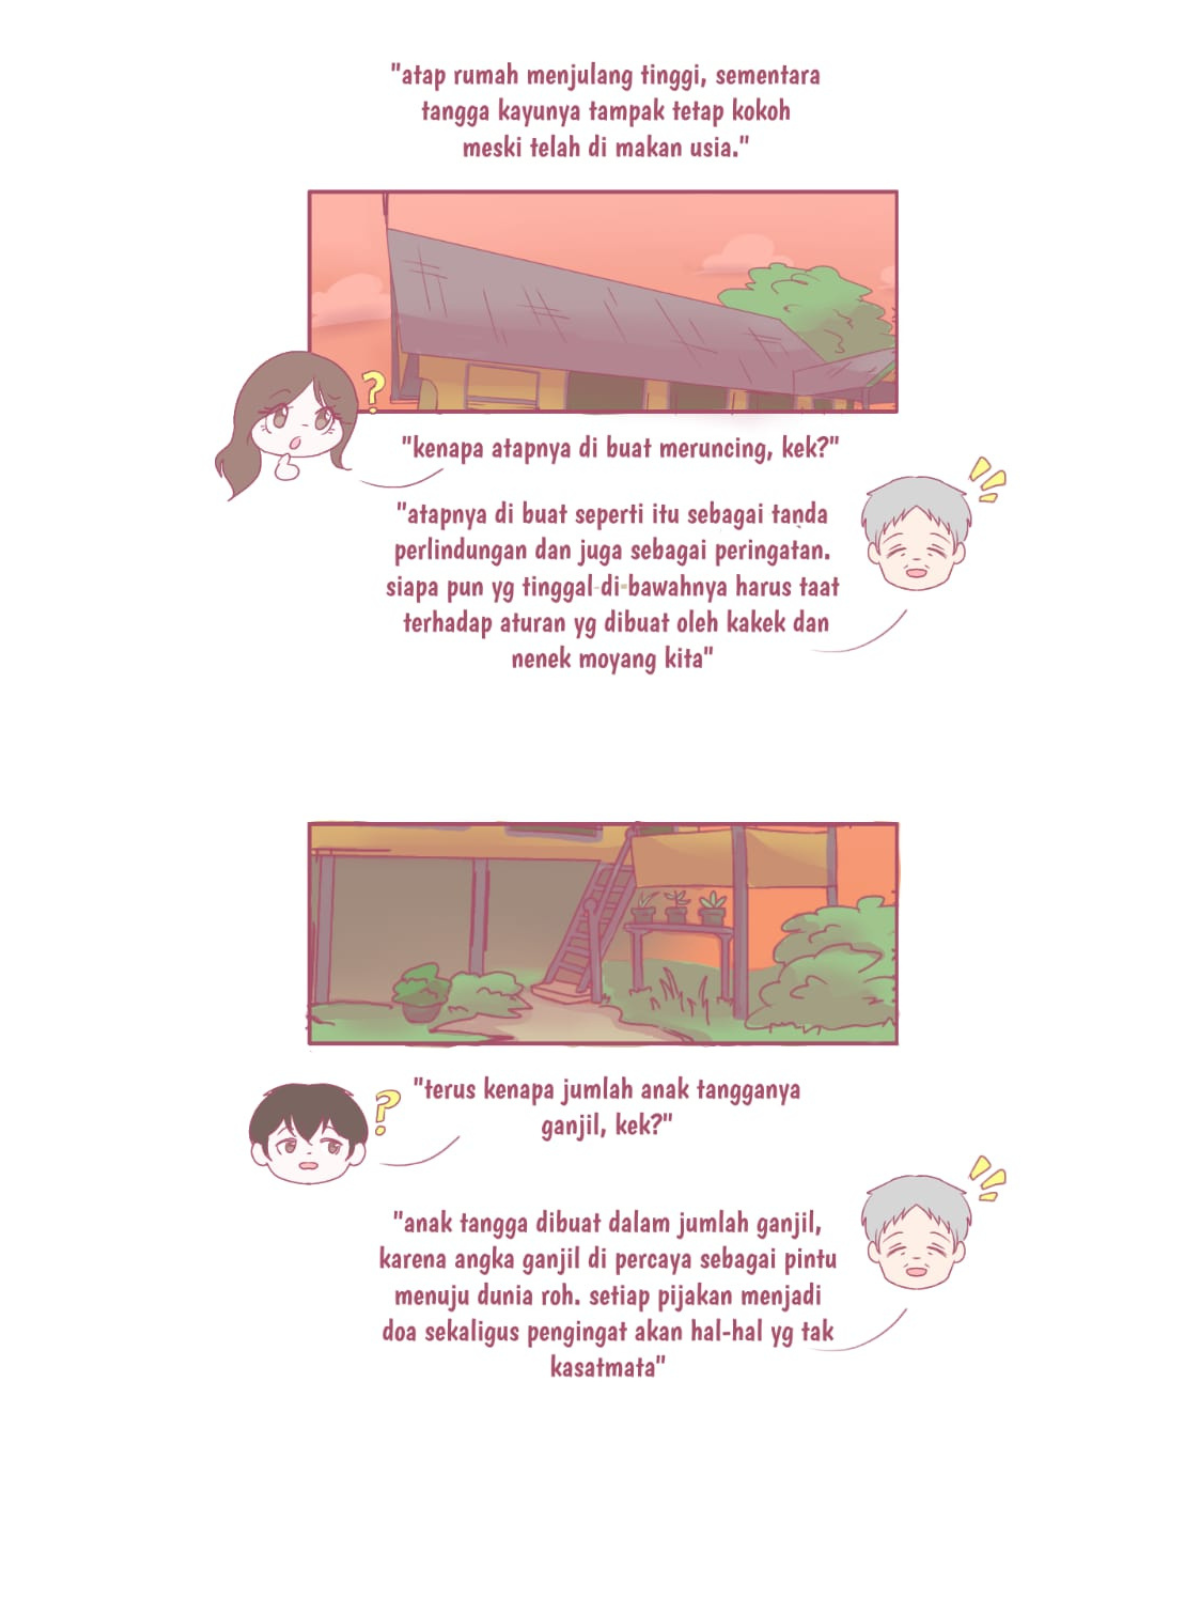 "atap rumah menjulang tinggi, sementara
tangga kayunya tampak tetap kokoh
meski telah di makan usia."
?
"kenapa atapnya di buat meruncing, kek?"
"atapnya di buat seperti itu sebagai tanda
perlindungan dan juga sebagai peringatan.
siapa pun yg tinggal di bawahnya harus taat
terhadap aturan yg dibuat oleh kakek dan
nenek moyang kita"
?
"terus kenapa jumlah anak tangganya
ganjil, kek?"
"anak tangga dibuat dalam jumlah ganjil,
karena angka ganjil di percaya sebagai pintu
menuju dunia roh. setiap pijakan menjadi
doa sekaligus pengingat akan hal-hal yg tak
kasatmata"